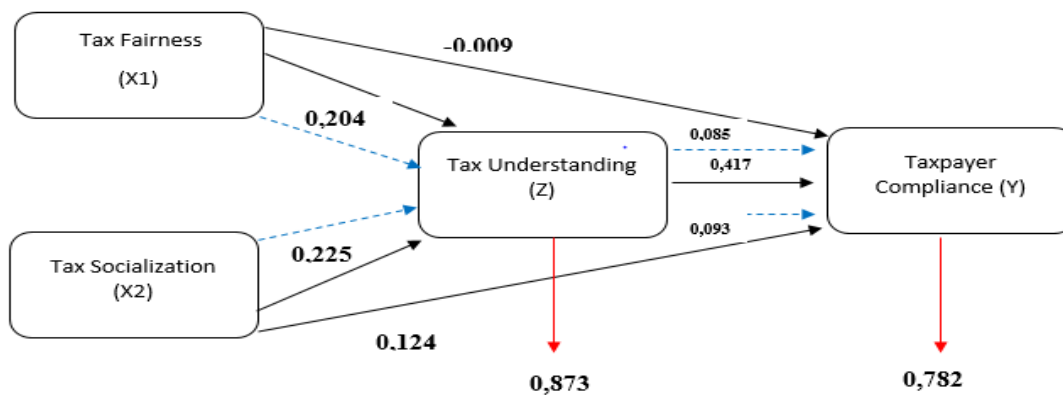 Tax Fairness
(X1)
-0.009
0,204
0,085
Tax Understanding
(Z)
0,417
Taxpayer
Compliance (Y)
0,093
Tax Socialization
(X2)
0,225
0,124
0,873
0,782